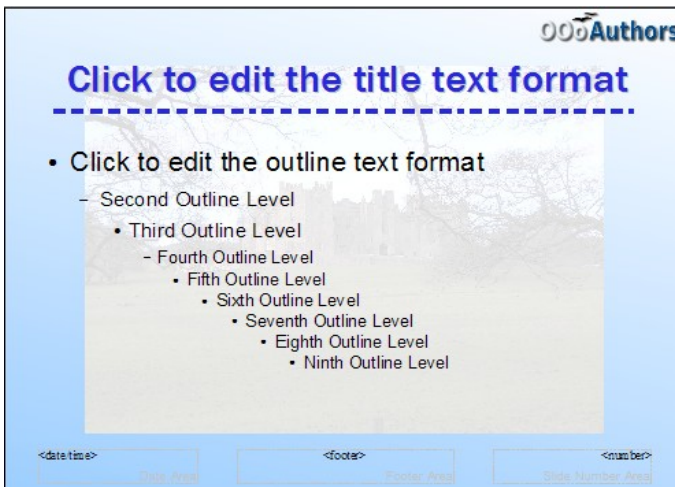 OOoAuthors
Click to edit the title text format
• Click to edit the outline text format
– Second Outline Level
• Third Outline Level
– Fourth Outline Level
• Fifth Outline Level
• Sixth Outline Level
• Seventh Outline Level
• Eighth Outline Level
• Ninth Outline Level
<date/time> <footer> <number>
Date Area Footer Area Slide Number Area